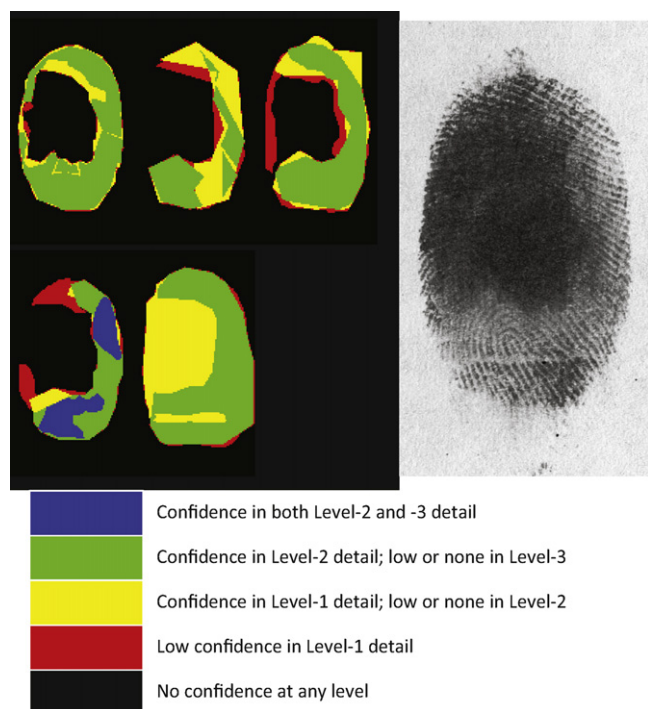 Confidence in both Level-2 and -3 detail
Confidence in Level-2 detail; low or none in Level-3
Confidence in Level-1 detail; low or none in Level-2
Low confidence in Level-1 detail
No confidence at any level